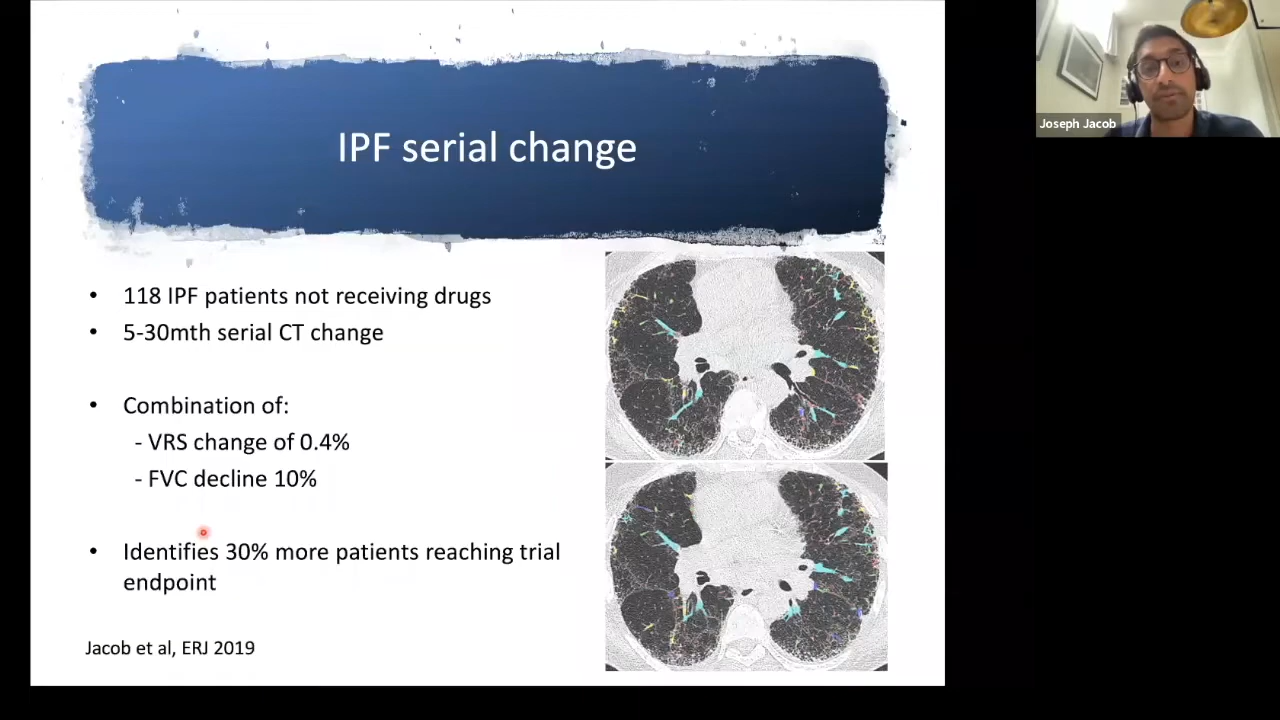 IPF serial change
• 118 IPF patients not receiving drugs
• 5-30mth serial CT change
• Combination of:
- VRS change of 0.4%
- FVC decline 10%
• Identifies 30% more patients reaching trial
endpoint
Jacob et al, ERJ 2019
Joseph Jacob